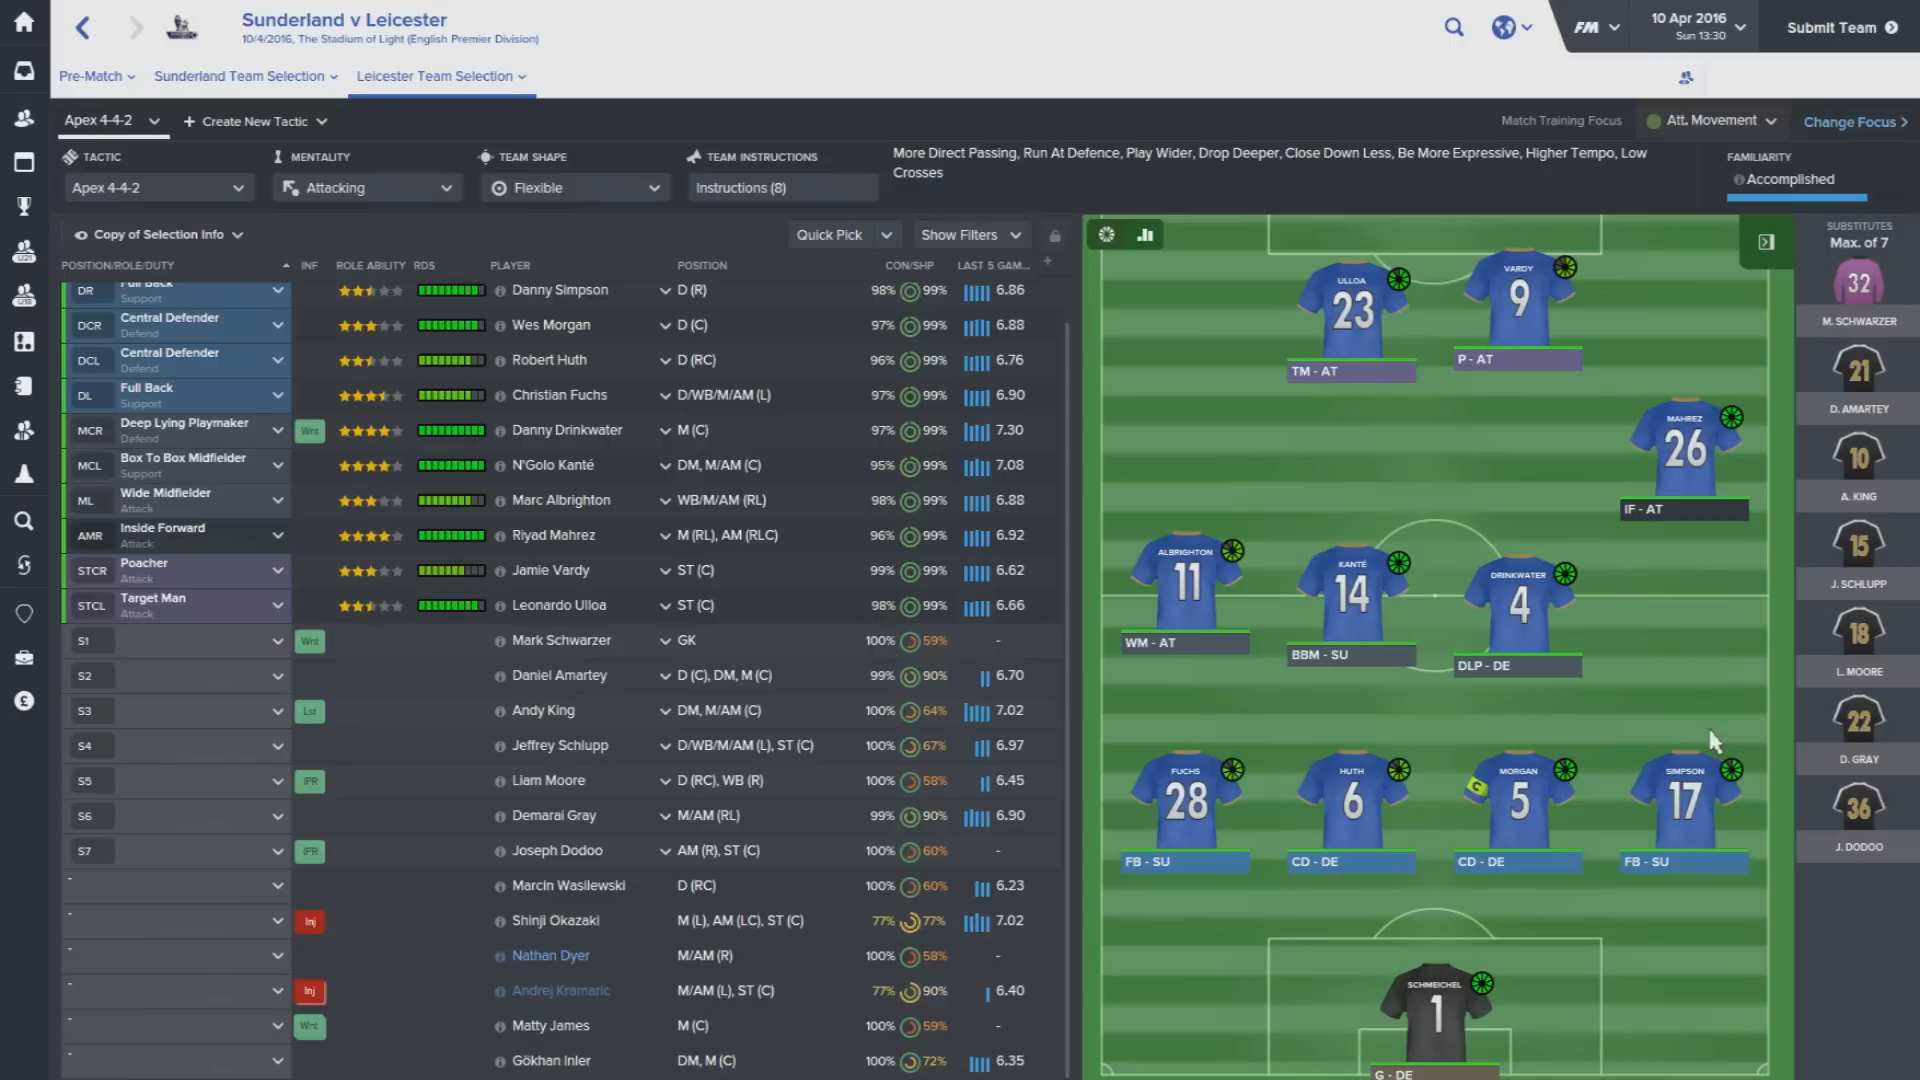 Sunderland v Leicester
10/4/2016, The Stadium of Light (English Premier Division)
FM
10 Apr 2016
Sun 13:30
Submit Team
Pre-Match
Sunderland Team Selection
Leicester Team Selection
Apex 4-4-2
+ Create New Tactic
Match Training Focus
Att. Movement
Change Focus >
TACTIC
MENTALITY
TEAM SHAPE
TEAM INSTRUCTIONS
Apex 4-4-2
Attacking
Flexible
Instructions (8)
More Direct Passing, Run At Defence, Play Wider, Drop Deeper, Close Down Less, Be More Expressive, Higher Tempo, Low
Crosses
FAMILIARITY
Accomplished
Copy of Selection Info
Quick Pick
Show Filters
POSITION/ROLE/DUTY INF ROLE ABILITY RDS PLAYER POSITION CON/SHP LAST 5 GAM... +
DR Full Back Support Danny Simpson D (R) 98% 99% 6.86
DCR Central Defender Defend Wes Morgan D (C) 97% 99% 6.88
DCL Central Defender Defend Robert Huth D (RC) 96% 99% 6.76
DL Full Back Support Christian Fuchs D/WB/M/AM (L) 97% 99% 6.90
MCR Deep Lying Playmaker Defend Wnt Danny Drinkwater M (C) 97% 99% 7.30
MCL Box To Box Midfielder Support N'Golo Kanté DM, M/AM (C) 95% 99% 7.08
ML Wide Midfielder Attack Marc Albrighton WB/M/AM (RL) 98% 99% 6.88
AMR Inside Forward Attack Riyad Mahrez M (RL), AM (RLC) 96% 99% 6.92
STCR Poacher Attack Jamie Vardy ST (C) 99% 99% 6.62
STCL Target Man Attack Leonardo Ulloa ST (C) 98% 99% 6.66
S1 Wnt Mark Schwarzer GK 100% 59% -
S2 Daniel Amartey D (C), DM, M (C) 99% 90% 6.70
S3 Lst Andy King DM, M/AM (C) 100% 64% 7.02
S4 Jeffrey Schlupp D/WB/M/AM (L), ST (C) 100% 67% 6.97
S5 IPR Liam Moore D (RC), WB (R) 100% 58% 6.45
S6 Demarai Gray M/AM (RL) 99% 90% 6.90
S7 IPR Joseph Dodoo AM (R), ST (C) 100% 60% -
- Marcin Wasilewski D (RC) 100% 60% 6.23
- Inj Shinji Okazaki M (L), AM (LC), ST (C) 77% 77% 7.02
- Nathan Dyer M/AM (R) 100% 58% -
- Inj Andrej Kramaric M/AM (L), ST (C) 77% 90% 6.40
- Wnt Matty James M (C) 100% 59% -
- Gökhan Inler DM, M (C) 100% 72% 6.35
ULLOA
23
TM - AT
VARDY
9
P - AT
MAHREZ
26
IF - AT
ALBRIGHTON
11
WM - AT
KANTÉ
14
BBM - SU
DRINKWATER
4
DLP - DE
FUCHS
28
FB - SU
HUTH
6
CD - DE
MORGAN
C
5
CD - DE
SIMPSON
17
FB - SU
SCHMEICHEL
1
G - DE
SUBSTITUTES
Max. of 7
32
M. SCHWARZER
21
D. AMARTEY
10
A. KING
15
J. SCHLUPP
18
L. MOORE
22
D. GRAY
36
J. DODOO
U21
U18